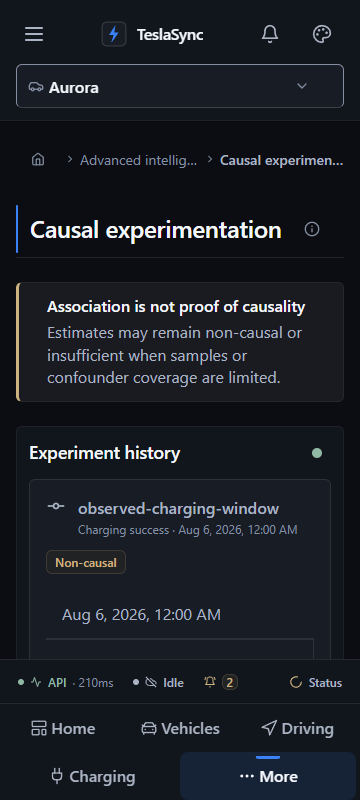 TeslaSync
Aurora
Advanced intellig... Causal experimen...
Causal experimentation
Association is not proof of causality
Estimates may remain non-causal or
insufficient when samples or
confounder coverage are limited.
Experiment history
observed-charging-window
Charging success · Aug 6, 2026, 12:00 AM
Non-causal
Aug 6, 2026, 12:00 AM
API · 210ms Idle 2 Status
Home Vehicles Driving
Charging More